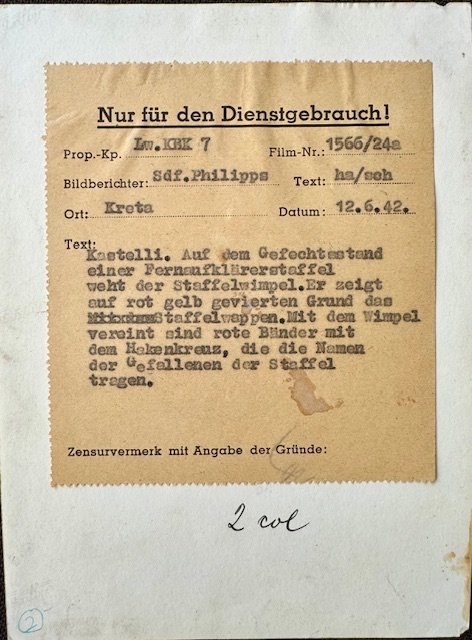 Nur für den Dienstgebrauch!
Prop.-Kp. Lw.KBK 7 Film-Nr.: 1566/24a
Bildberichter: Sdf.Philipps Text: ha/sch
Ort: Kreta Datum: 12.6.42.
Text:
Kastelli. Auf dem Gefechtsstand
einer Fernaufklärerstaffel
weht der Staffelwimpel.Er zeigt
auf rot gelb gevierten Grund das
Staffelwappen.Mit dem Wimpel
vereint sind rote Bänder mit
dem Hakenkreuz, die die Namen
der Gefallenen der Staffel
tragen.
Zensurvermerk mit Angabe der Gründe:
2 col
2